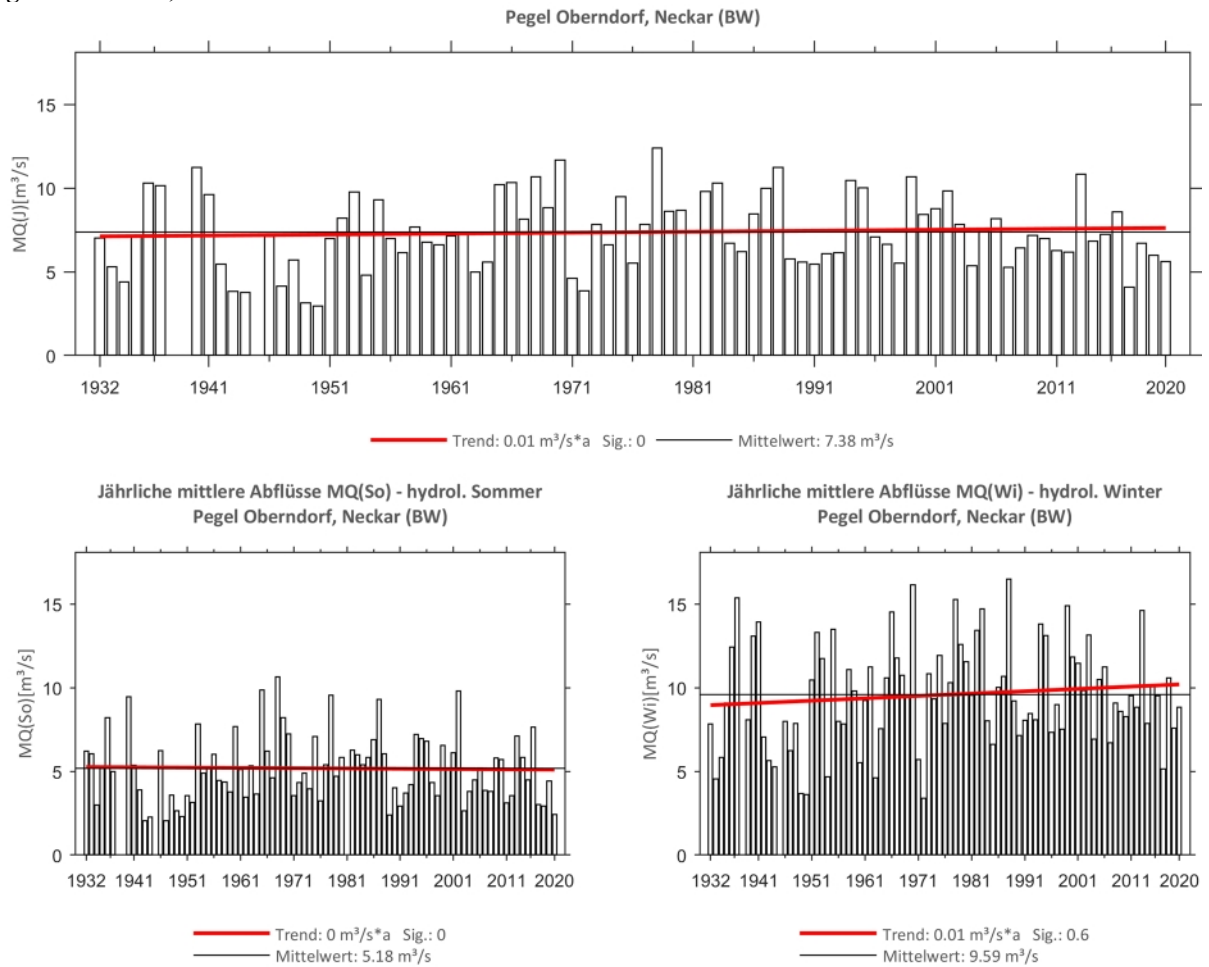 Pegel Oberndorf, Neckar (BW)
15
10
5
0
MQ(J)[m³/s]
1932 1941 1951 1961 1971 1981 1991 2001 2011 2020
Trend: 0.01 m³/s*a Sig.: 0 Mittelwert: 7.38 m³/s
Jährliche mittlere Abflüsse MQ(So) - hydrol. Sommer
Pegel Oberndorf, Neckar (BW)
15
10
5
0
MQ(So)[m³/s]
1932 1941 1951 1961 1971 1981 1991 2001 2011 2020
Trend: 0 m³/s*a Sig.: 0
Mittelwert: 5.18 m³/s
Jährliche mittlere Abflüsse MQ(Wi) - hydrol. Winter
Pegel Oberndorf, Neckar (BW)
15
10
5
0
MQ(Wi)[m³/s]
1932 1941 1951 1961 1971 1981 1991 2001 2011 2020
Trend: 0.01 m³/s*a Sig.: 0.6
Mittelwert: 9.59 m³/s